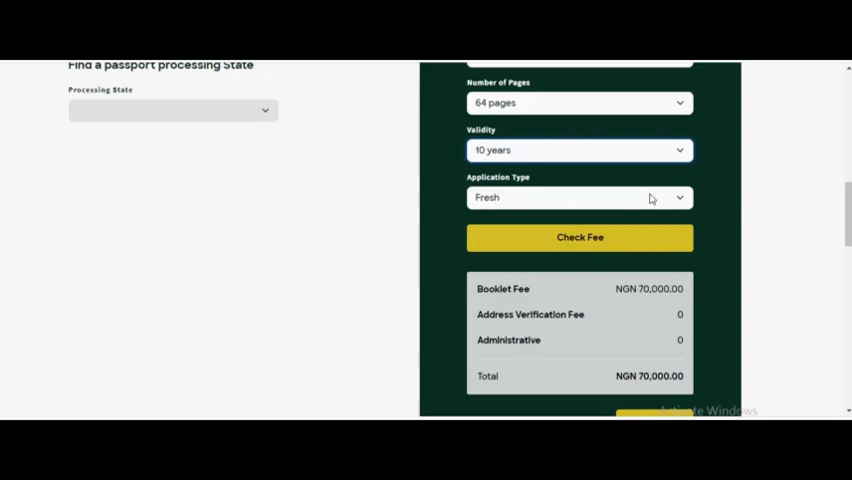 Find a passport processing State
Processing State
Number of Pages
64 pages
Validity
10 years
Application Type
Fresh
Check Fee
Booklet Fee NGN 70,000.00
Address Verification Fee 0
Administrative 0
Total NGN 70,000.00
Activate Windows